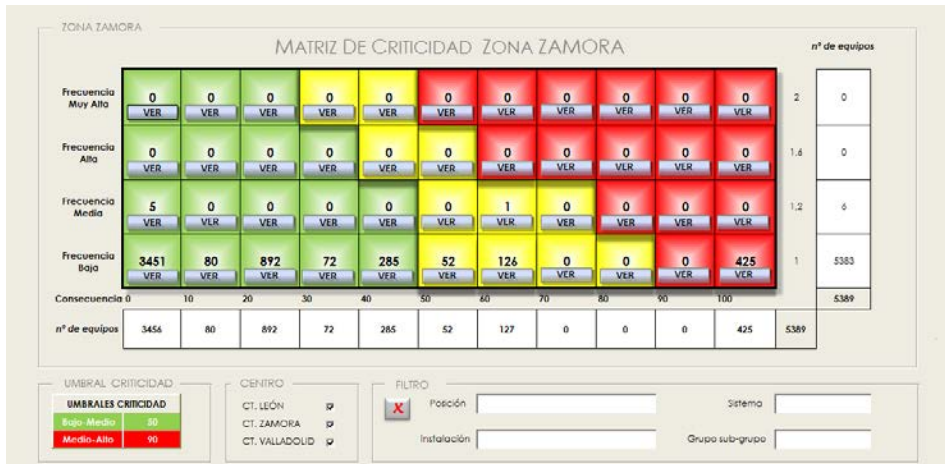 ZONA ZAMORA
MATRIZ DE CRITICIDAD ZONA ZAMORA
nº de equipos
Frecuencia Muy Alta 0 0 0 0 0 0 0 0 0 0 0 2 0
VER VER VER VER VER VER VER VER VER VER VER
Frecuencia Alta 0 0 0 0 0 0 0 0 0 0 0 1,6 0
VER VER VER VER VER VER VER VER VER VER VER
Frecuencia Media 5 0 0 0 0 0 1 0 0 0 0 1,2 6
VER VER VER VER VER VER VER VER VER VER VER
Frecuencia Baja 3451 80 892 72 285 52 126 0 0 0 425 1 5383
VER VER VER VER VER VER VER VER VER VER VER
Consecuencia 0 10 20 30 40 50 60 70 80 90 100 5389
nº de equipos 3456 80 892 72 285 52 127 0 0 0 425 5389
UMBRAL CRITICIDAD
UMBRALES CRITICIDAD
Bajo-Medio 50
Medio-Alto 90
CENTRO
CT. LEÓN
CT. ZAMORA
CT. VALLADOLID
FILTRO
X
Posición
Sistema
Instalación
Grupo sub-grupo